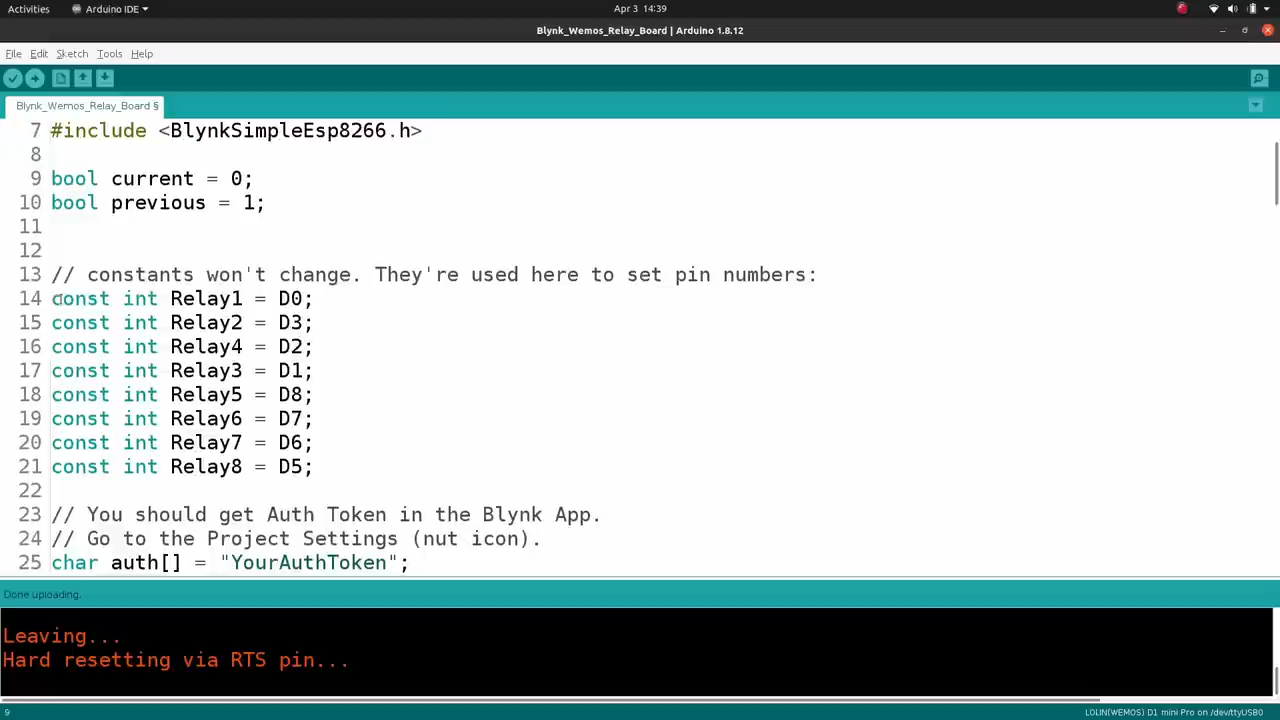 Activities
Arduino IDE
Apr 3 14:39
Blynk_Wemos_Relay_Board | Arduino 1.8.12
File Edit Sketch Tools Help
Blynk_Wemos_Relay_Board §
7 #include <BlynkSimpleEsp8266.h>
8
9 bool current = 0;
10 bool previous = 1;
11
12
13 // constants won't change. They're used here to set pin numbers:
14 const int Relay1 = D0;
15 const int Relay2 = D3;
16 const int Relay4 = D2;
17 const int Relay3 = D1;
18 const int Relay5 = D8;
19 const int Relay6 = D7;
20 const int Relay7 = D6;
21 const int Relay8 = D5;
22
23 // You should get Auth Token in the Blynk App.
24 // Go to the Project Settings (nut icon).
25 char auth[] = "YourAuthToken";
Done uploading.
Leaving...
Hard resetting via RTS pin...
9
LOLIN(WEMOS) D1 mini Pro on /dev/ttyUSB0